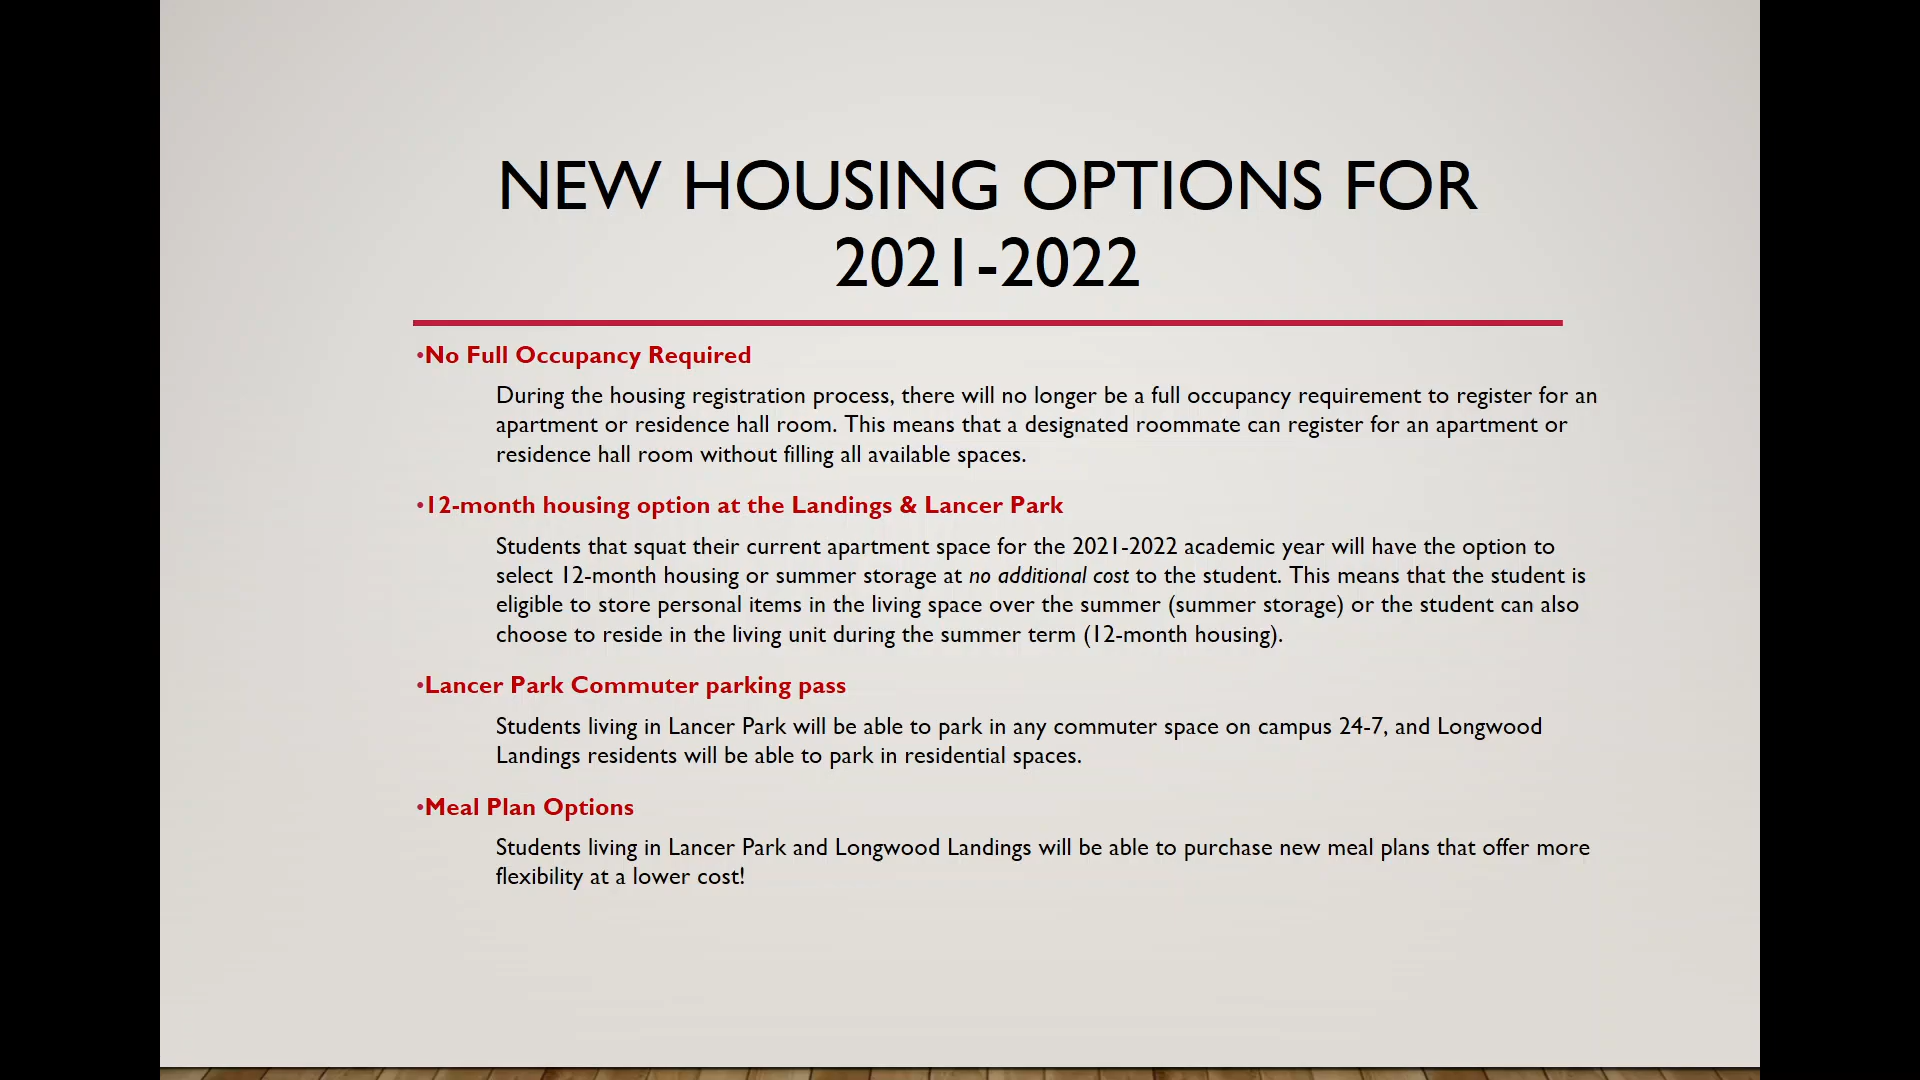 NEW HOUSING OPTIONS FOR
2021-2022
•No Full Occupancy Required
During the housing registration process, there will no longer be a full occupancy requirement to register for an
apartment or residence hall room. This means that a designated roommate can register for an apartment or
residence hall room without filling all available spaces.
•12-month housing option at the Landings & Lancer Park
Students that squat their current apartment space for the 2021-2022 academic year will have the option to
select 12-month housing or summer storage at no additional cost to the student. This means that the student is
eligible to store personal items in the living space over the summer (summer storage) or the student can also
choose to reside in the living unit during the summer term (12-month housing).
•Lancer Park Commuter parking pass
Students living in Lancer Park will be able to park in any commuter space on campus 24-7, and Longwood
Landings residents will be able to park in residential spaces.
•Meal Plan Options
Students living in Lancer Park and Longwood Landings will be able to purchase new meal plans that offer more
flexibility at a lower cost!